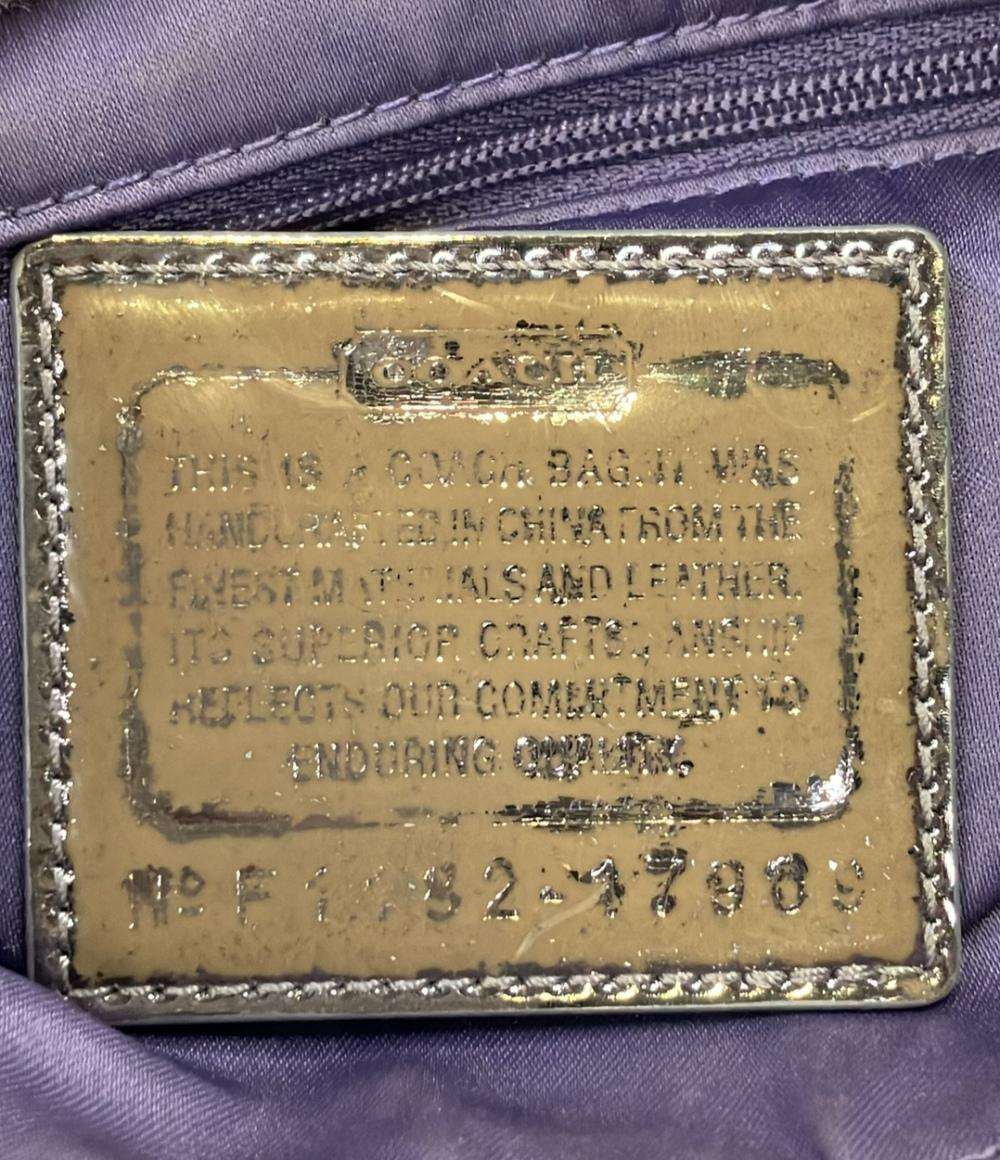 COACH
THIS IS A COACH BAG. IT WAS
HANDCRAFTED IN CHINA FROM THE
FINEST MATERIALS AND LEATHER.
ITS SUPERIOR CRAFTSMANSHIP
REFLECTS OUR COMMITMENT TO
ENDURING QUALITY.
Nº